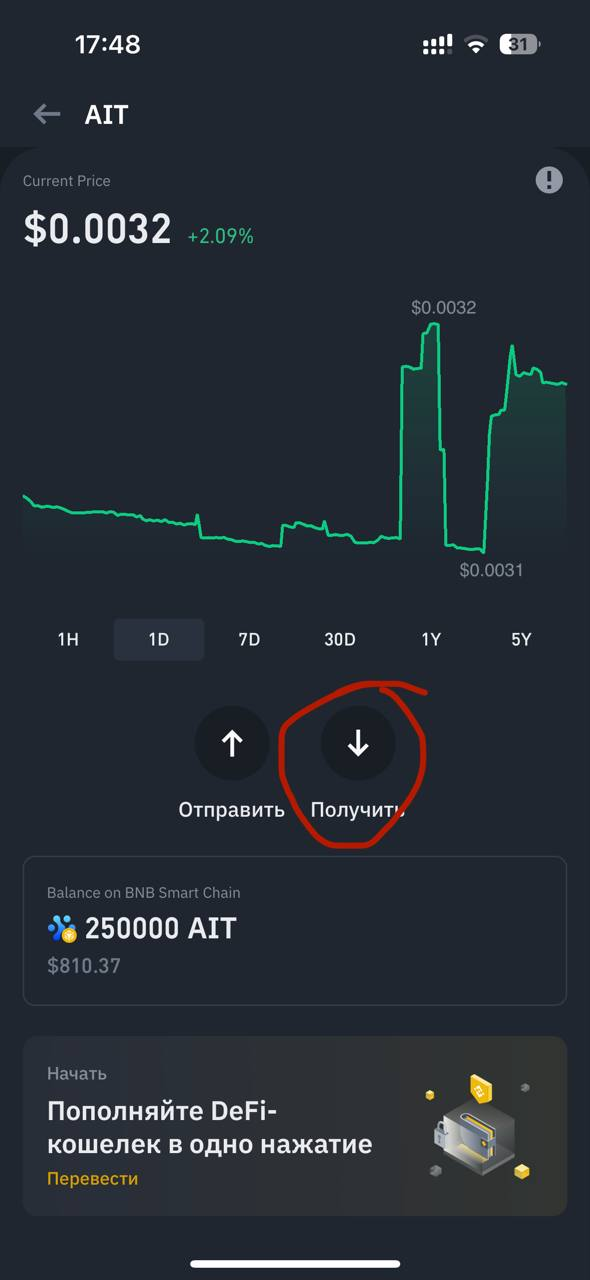 17:48
31
AIT
Current Price
$0.0032 +2.09%
$0.0032
$0.0031
1H 1D 7D 30D 1Y 5Y
Отправить Получить
Balance on BNB Smart Chain
250000 AIT
$810.37
Начать
Пополняйте DeFi-
кошелек в одно нажатие
Перевести